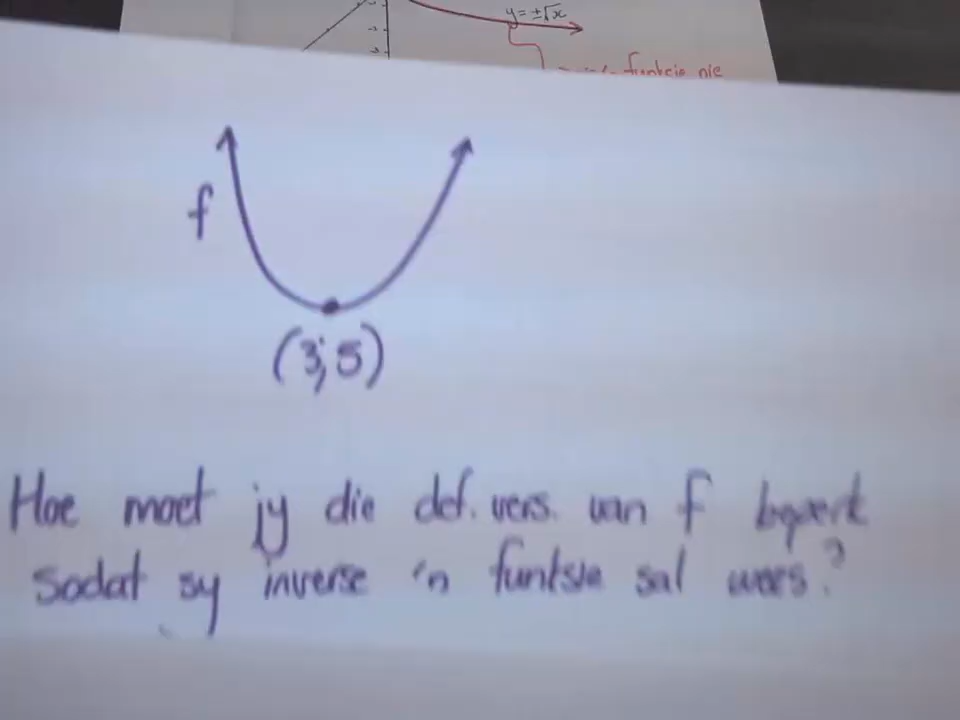 y = ±√x
funksie nie
f
(3;5)
Hoe moet jy die def. vers. van f beperk
sodat sy inverse 'n funksie sal wees?